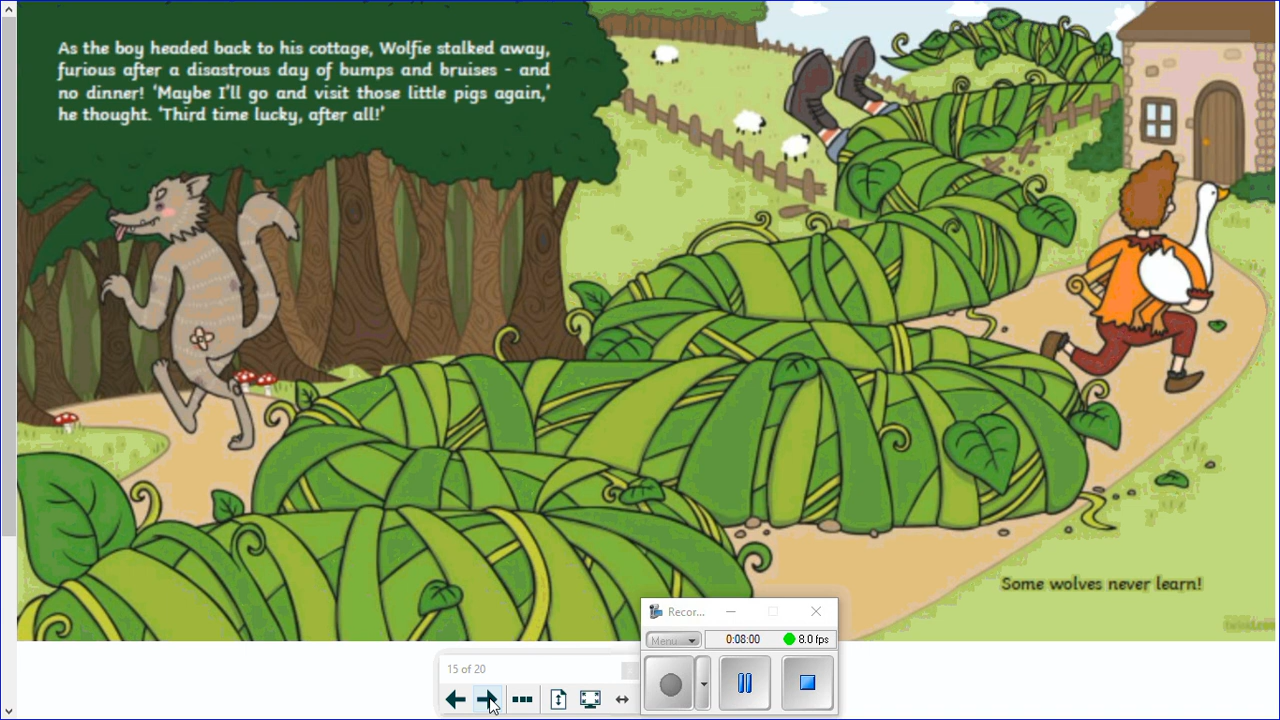 As the boy headed back to his cottage, Wolfie stalked away,
furious after a disastrous day of bumps and bruises - and
no dinner! 'Maybe I'll go and visit those little pigs again,'
he thought. 'Third time lucky, after all!'
Some wolves never learn!
Recor...
Menu
0:08:00
8.0 fps
15 of 20